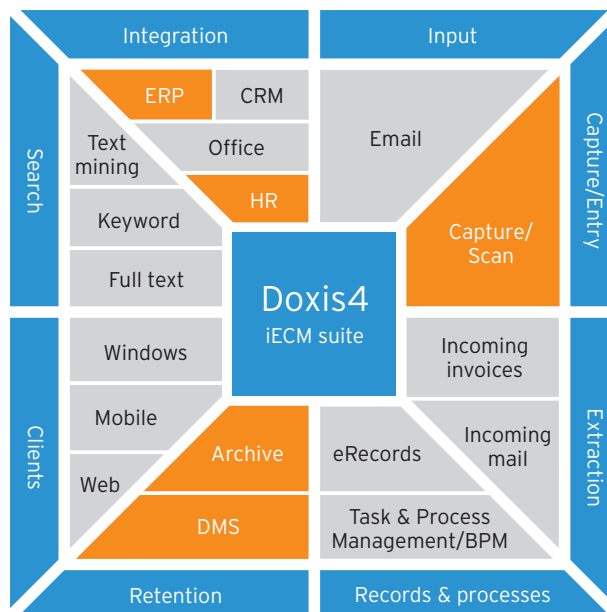 Integration
Input
ERP
CRM
Office
HR
Email
Capture/
Scan
Capture/Entry
Search
Text
mining
Keyword
Full text
Doxis4
iECM suite
Clients
Windows
Mobile
Web
Archive
DMS
eRecords
Task & Process
Management/BPM
Incoming
invoices
Incoming
mail
Extraction
Retention
Records & processes